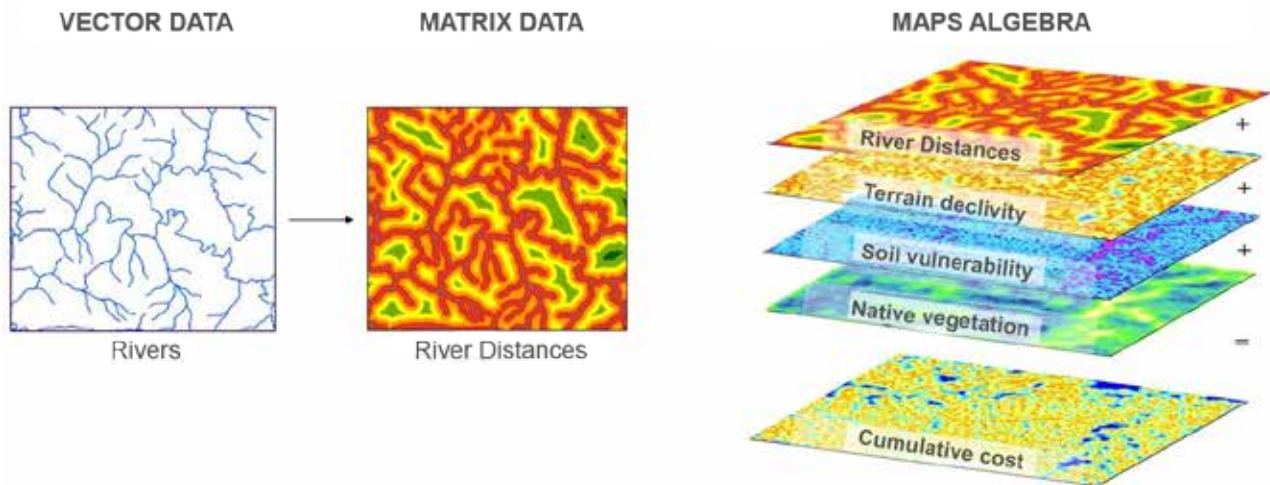 VECTOR DATA
MATRIX DATA
MAPS ALGEBRA
Rivers
River Distances
River Distances
+
Terrain declivity
+
Soil vulnerability
+
Native vegetation
=
Cumulative cost